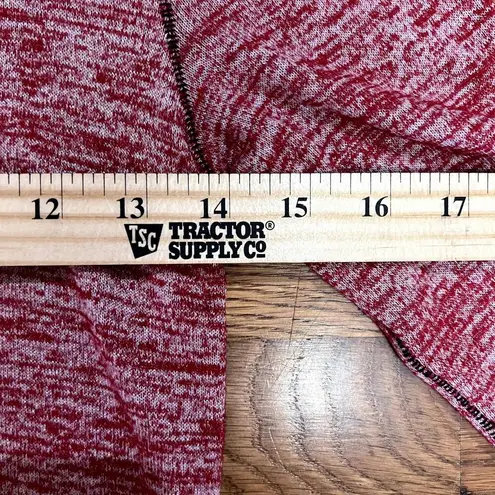 12 13 14 15 16 17
TSC TRACTOR®
SUPPLY CO